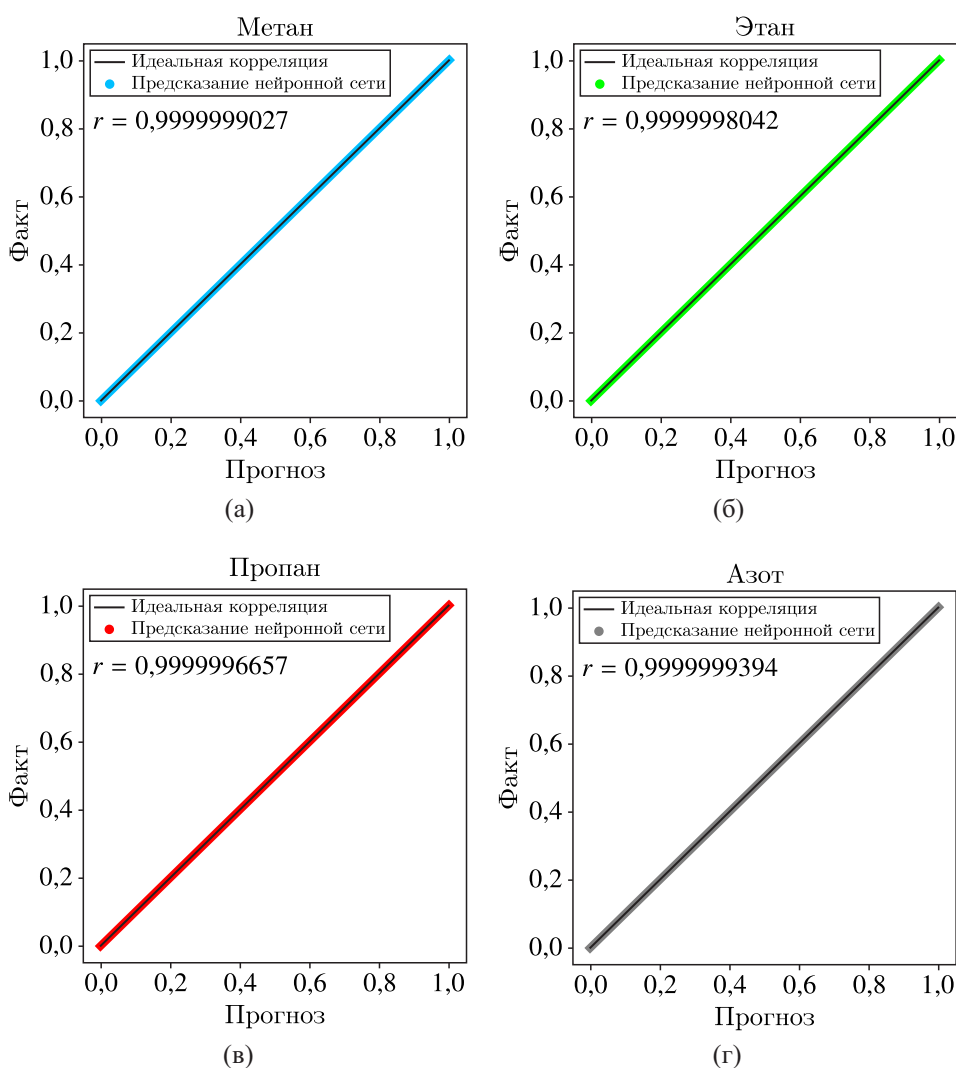 Метан
Идеальная корреляция
Предсказание нейронной сети
r = 0,9999999027
1,0
0,8
0,6
0,4
0,2
0,0
Факт
0,0 0,2 0,4 0,6 0,8 1,0
Прогноз
(а)
Этан
Идеальная корреляция
Предсказание нейронной сети
r = 0,9999998042
1,0
0,8
0,6
0,4
0,2
0,0
Факт
0,0 0,2 0,4 0,6 0,8 1,0
Прогноз
(б)
Пропан
Идеальная корреляция
Предсказание нейронной сети
r = 0,9999996657
1,0
0,8
0,6
0,4
0,2
0,0
Факт
0,0 0,2 0,4 0,6 0,8 1,0
Прогноз
(в)
Азот
Идеальная корреляция
Предсказание нейронной сети
r = 0,9999999394
1,0
0,8
0,6
0,4
0,2
0,0
Факт
0,0 0,2 0,4 0,6 0,8 1,0
Прогноз
(г)